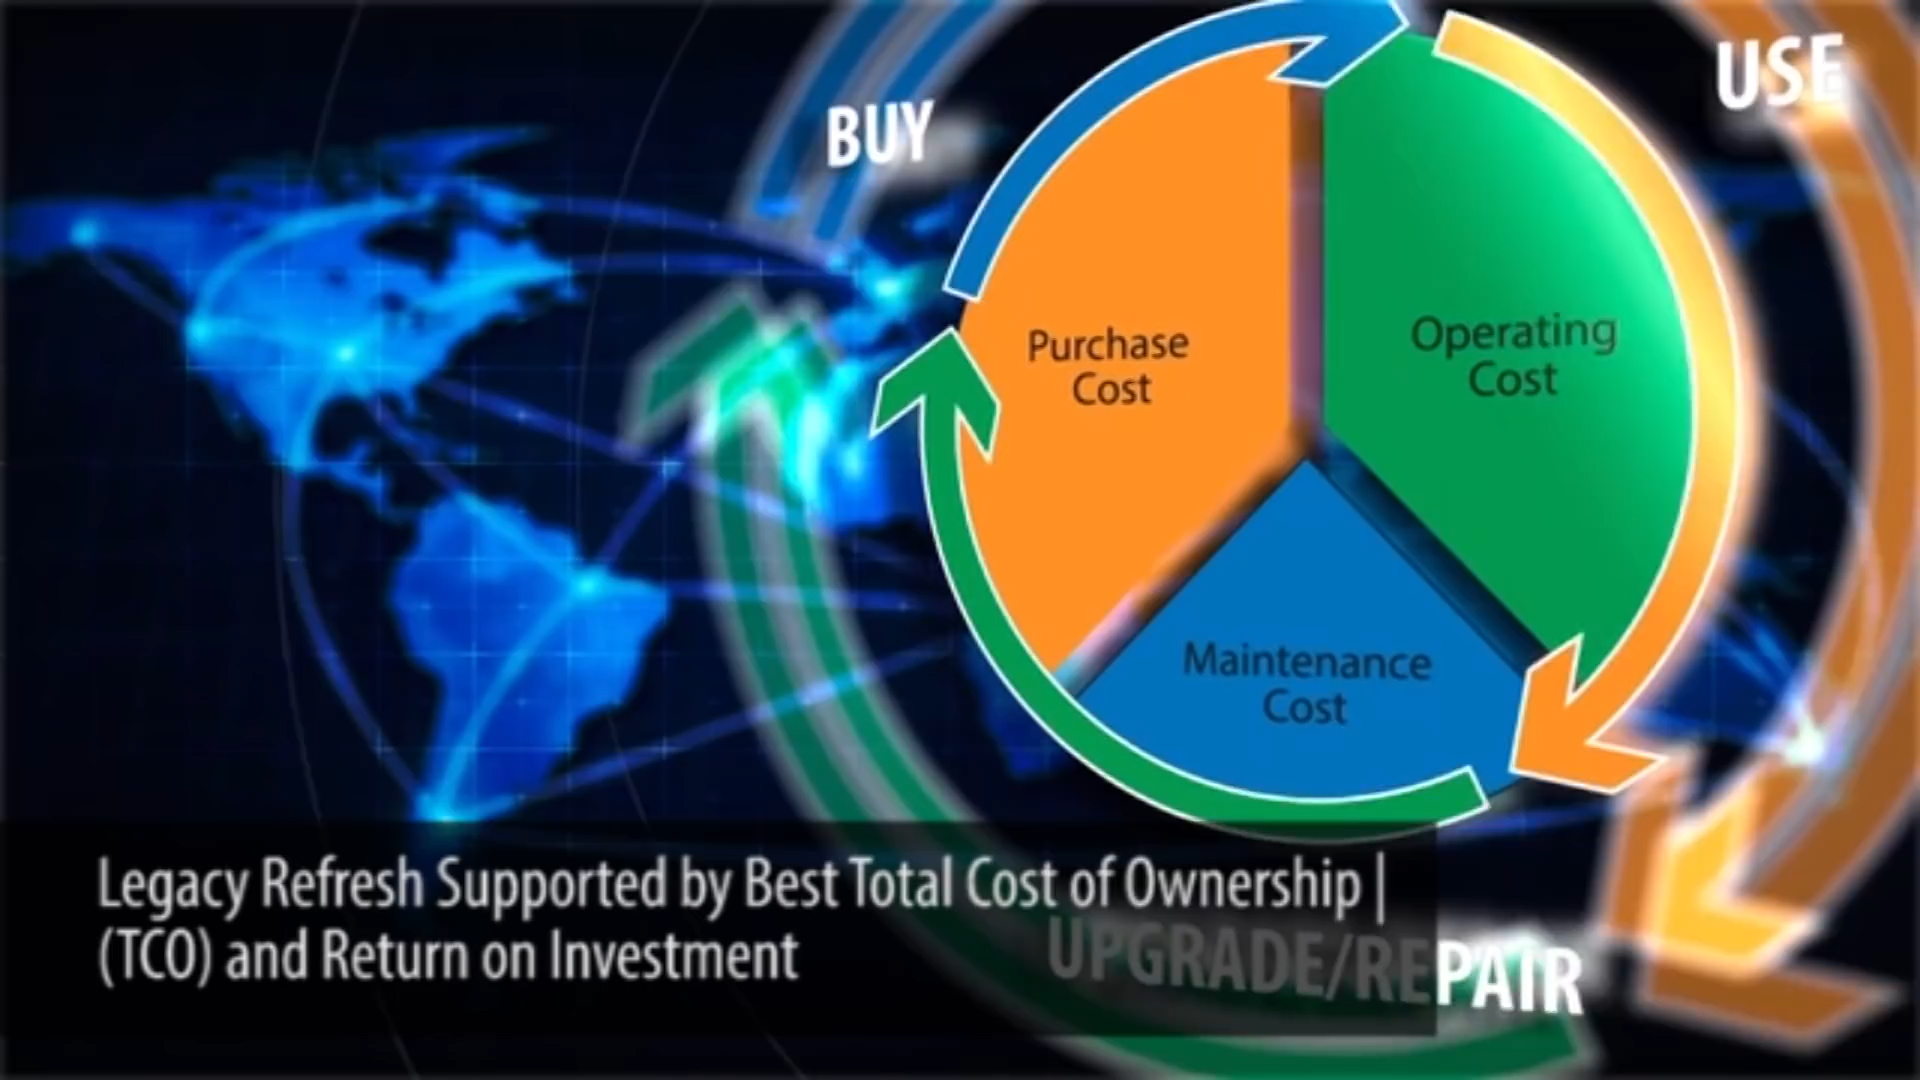 BUY
USE
Purchase
Cost
Operating
Cost
Maintenance
Cost
Legacy Refresh Supported by Best Total Cost of Ownership |
(TCO) and Return on Investment
UPGRADE/REPAIR